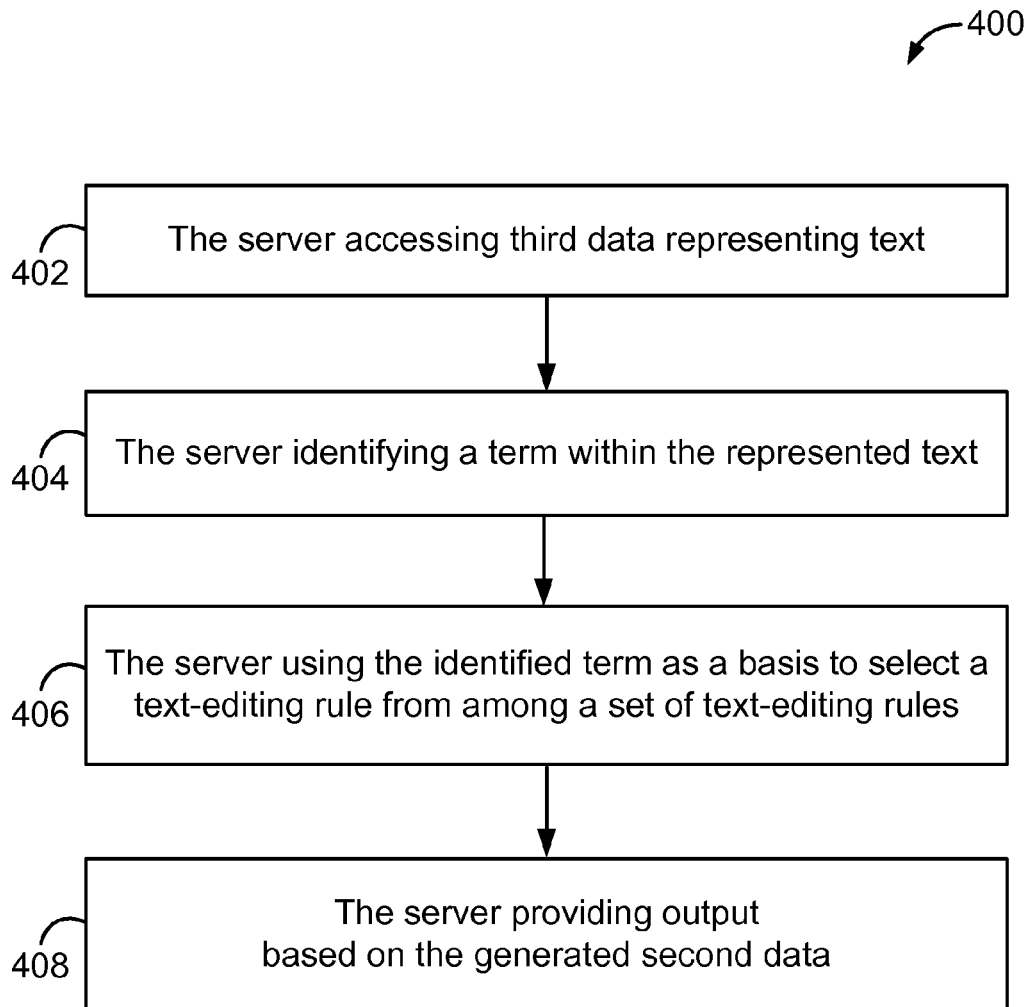 400
The server accessing third data representing text
402
The server identifying a term within the represented text
404
The server using the identified term as a basis to select a
text-editing rule from among a set of text-editing rules
406
The server providing output
based on the generated second data
408